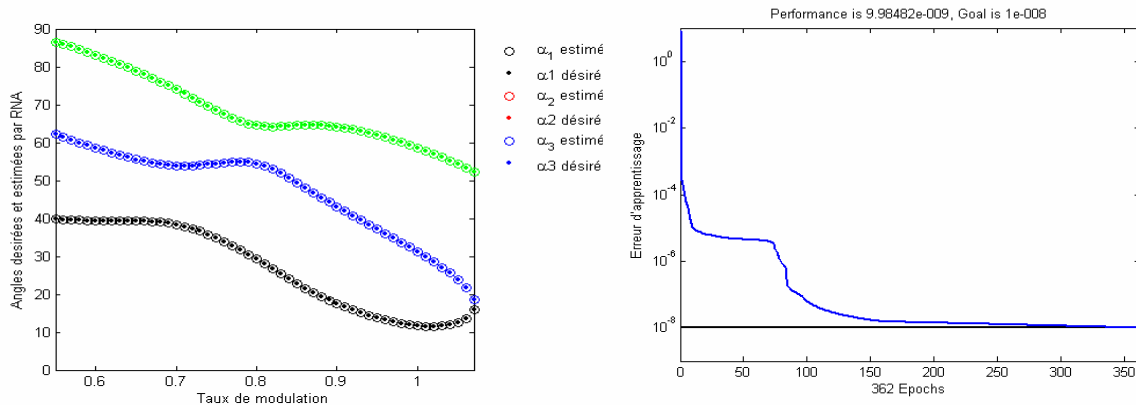 90
80
70
60
50
40
30
20
10
0
0.6 0.7 0.8 0.9 1
Angles desirées et estimées par RNA
Taux de modulation
α1 estimé
α1 désiré
α2 estimé
α2 désiré
α3 estimé
α3 désiré
Performance is 9.98482e-009, Goal is 1e-008
10^0
10^-2
10^-4
10^-6
10^-8
Erreur d'apprentissage
0 50 100 150 200 250 300 350
362 Epochs